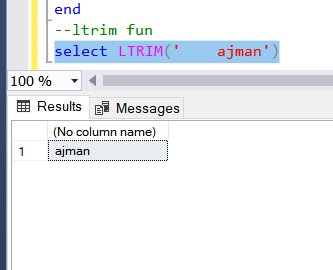 end
--ltrim fun
select LTRIM('    ajman')
100 %
Results Messages
(No column name)
1 ajman